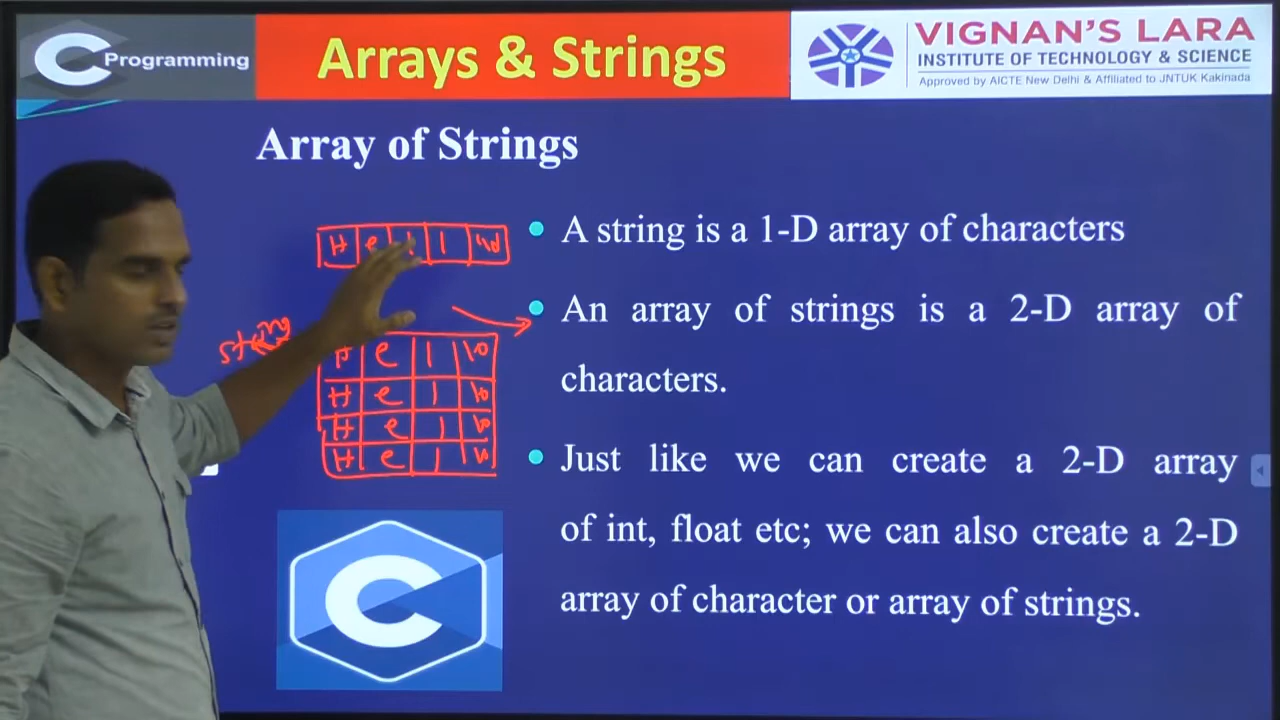 Programming
Arrays & Strings
VIGNAN'S LARA
INSTITUTE OF TECHNOLOGY & SCIENCE
Approved by AICTE New Delhi & Affiliated to JNTUK Kakinada
Array of Strings
H e l l \0
A string is a 1-D array of characters
An array of strings is a 2-D array of
characters.
string
H e l \0
H e l \0
H e l \0
H e l \0
Just like we can create a 2-D array
of int, float etc; we can also create a 2-D
array of character or array of strings.
C